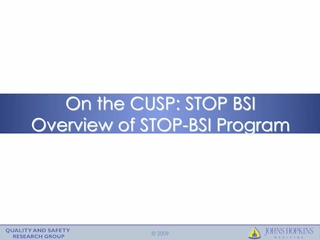 On the CUSP: STOP BSI
Overview of STOP-BSI Program
QUALITY AND SAFETY
RESEARCH GROUP
© 2009
JOHNS HOPKINS
MEDICINE